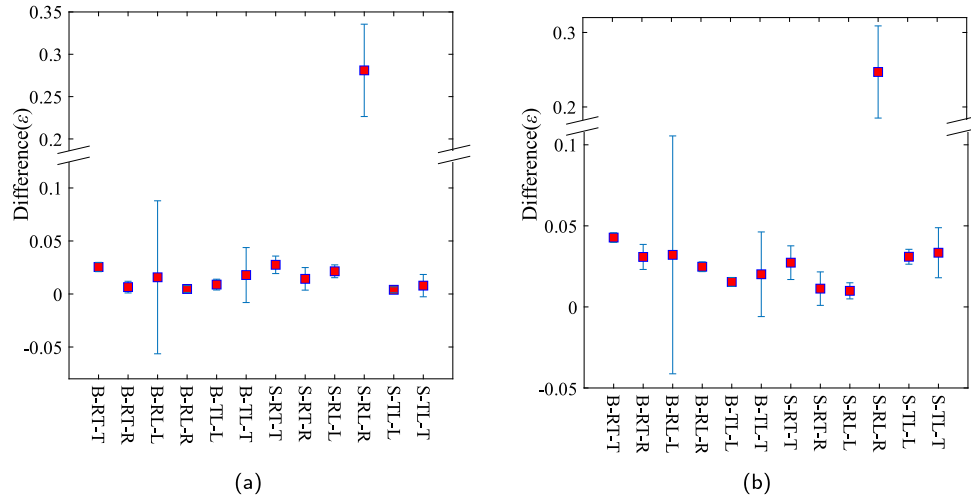 0.35
0.3
0.25
0.2
0.1
0.05
0
-0.05
Difference(ε)
B-RT-T
B-RT-R
B-RL-L
B-RL-R
B-TL-L
B-TL-T
S-RT-T
S-RT-R
S-RL-L
S-RL-R
S-TL-L
S-TL-T
(a)
0.3
0.2
0.1
0.05
0
-0.05
Difference(ε)
B-RT-T
B-RT-R
B-RL-L
B-RL-R
B-TL-L
B-TL-T
S-RT-T
S-RT-R
S-RL-L
S-RL-R
S-TL-L
S-TL-T
(b)